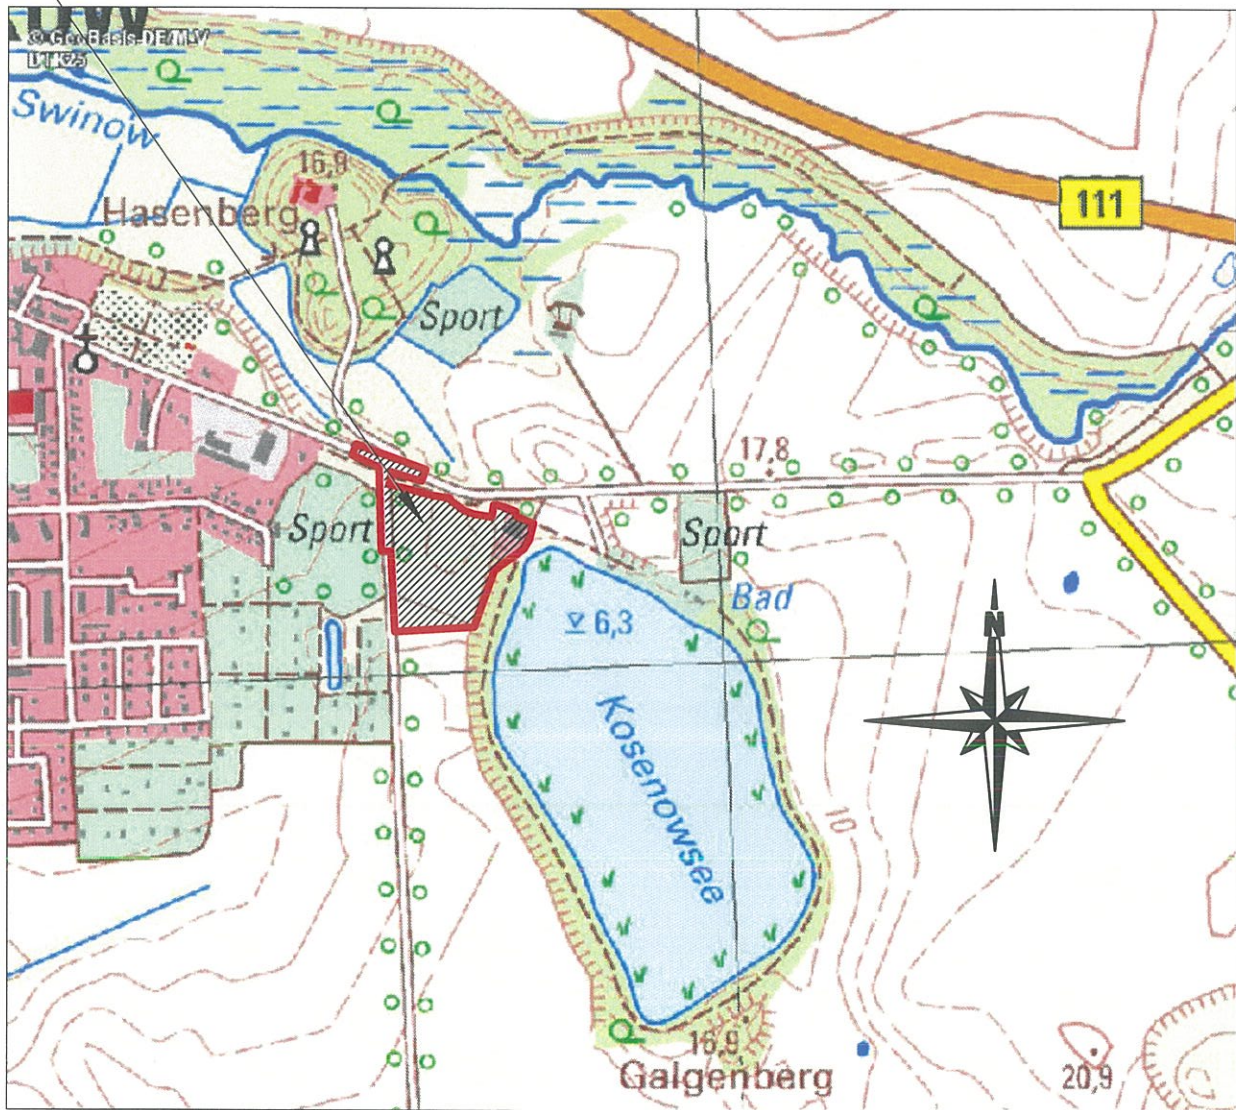 © GeoBasis-DE/M-V
DTK25
Swinow
16,9
Hasenberg
111
Sport
17,8
Sport
Sport
Bad
6,3
N
Kosenowsee
10
16,9
Galgenberg
20,9